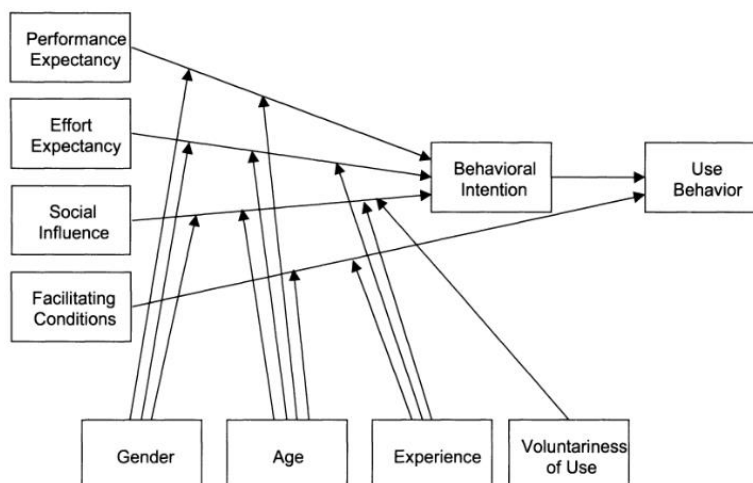 Performance
Expectancy
Effort
Expectancy
Social
Influence
Facilitating
Conditions
Behavioral
Intention
Use
Behavior
Gender
Age
Experience
Voluntariness
of Use